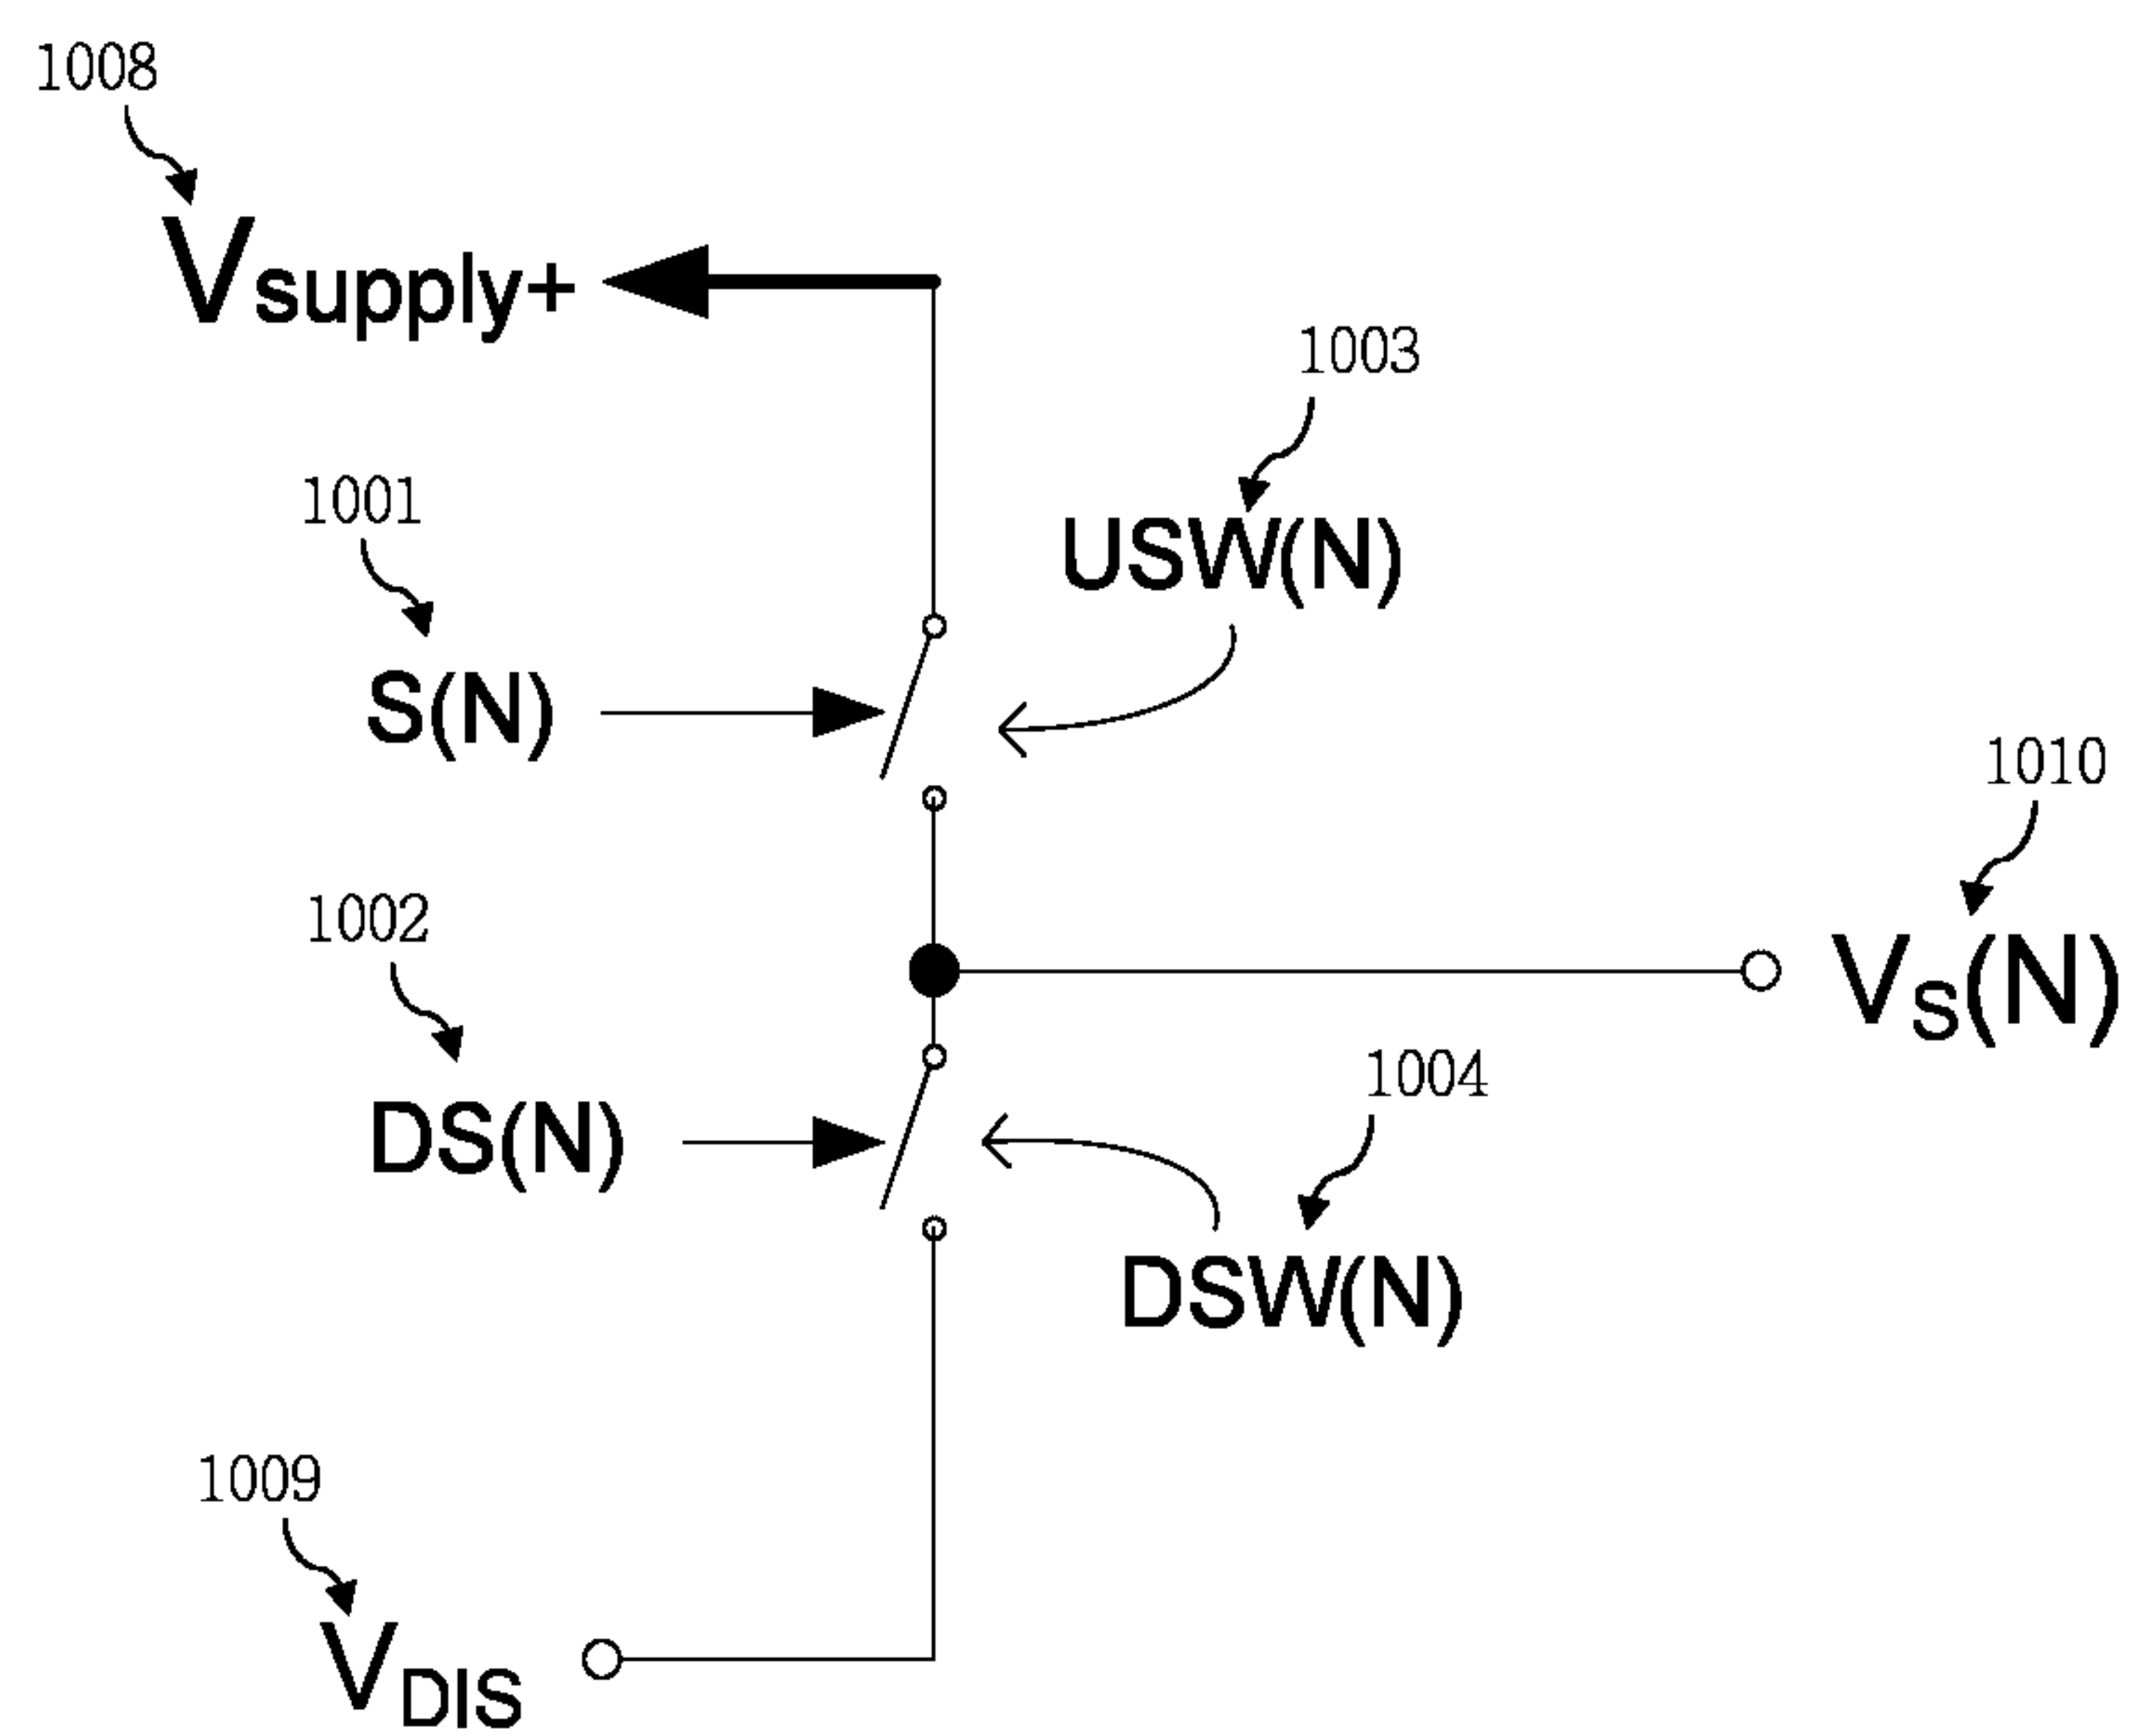 1008
Vsupply+
1003
1001
USW(N)
S(N)
1010
1002
VS(N)
1004
DS(N)
DSW(N)
1009
VDIS